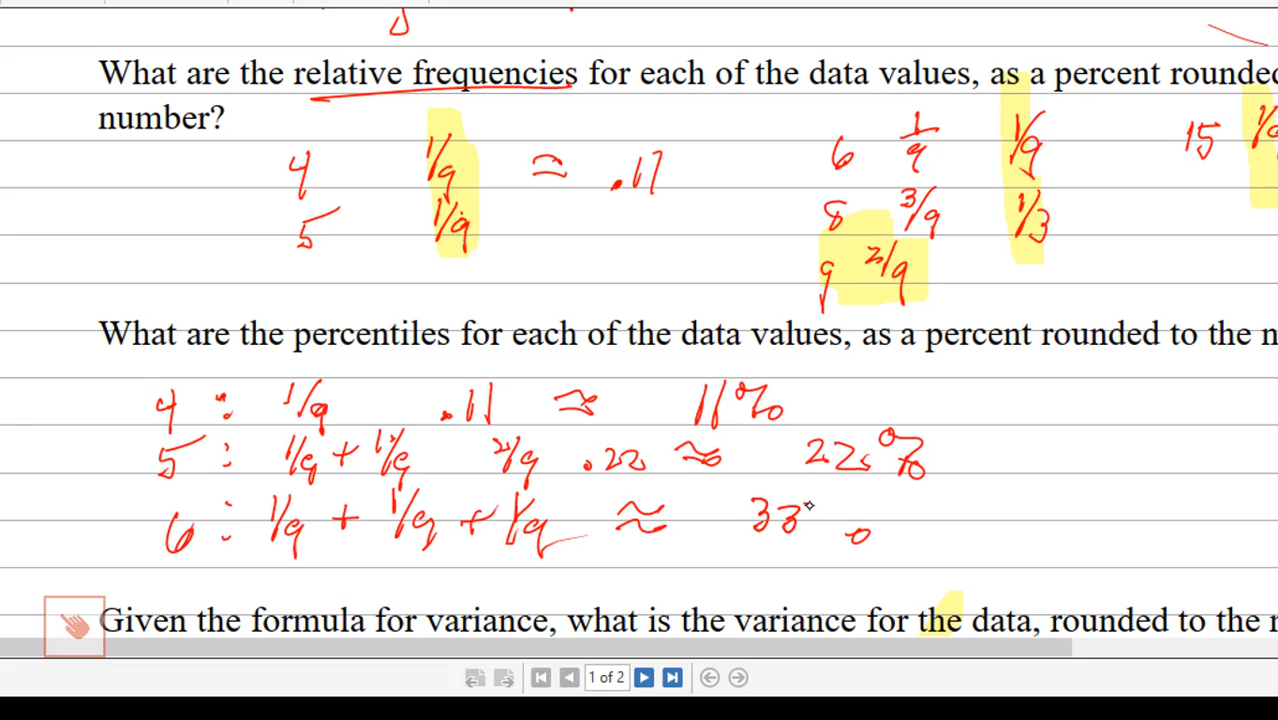 What are the relative frequencies for each of the data values, as a percent rounded
number?
4 1/9 ≈ .11 6 1/9 1/9 15
5 1/9 8 3/9 1/3
9 2/9
What are the percentiles for each of the data values, as a percent rounded to the n
4 : 1/9 .11 ≈ 11%
5 : 1/9 + 1/9 2/9 .22 ≈ 22%
6 : 1/9 + 1/9 + 1/9 ≈ 33
Given the formula for variance, what is the variance for the data, rounded to the n
1 of 2